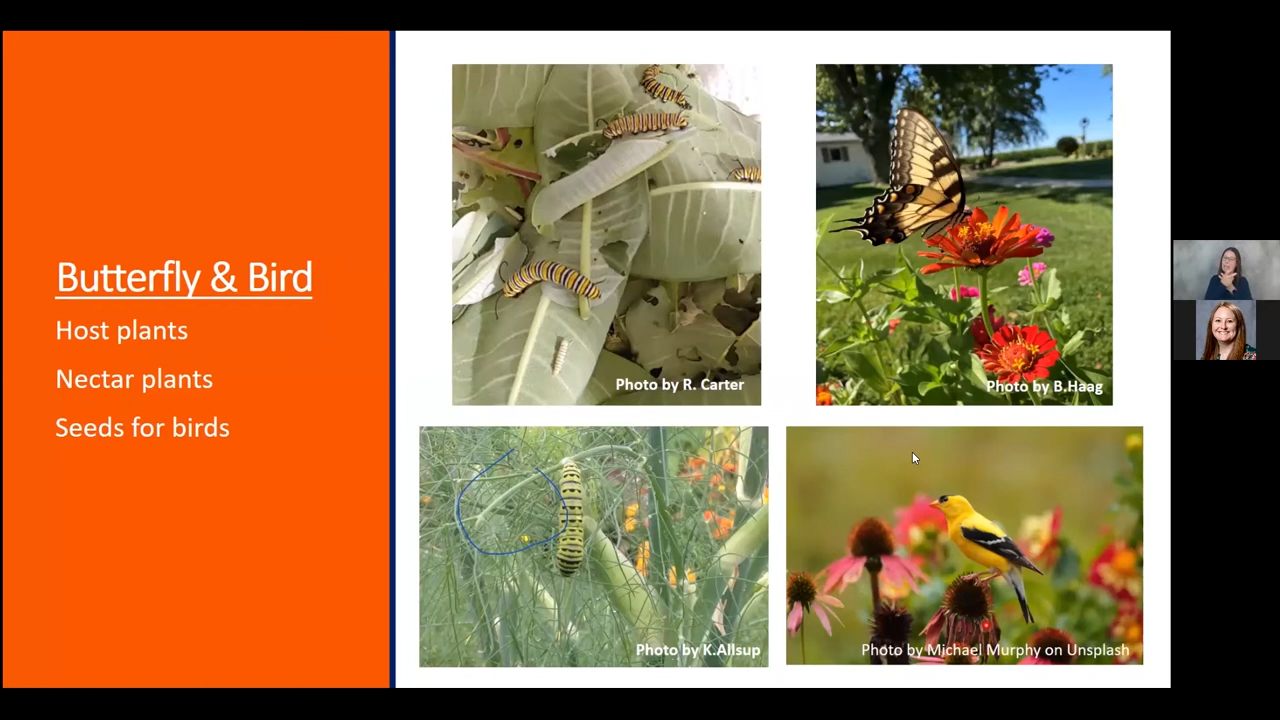 Butterfly & Bird
Host plants
Nectar plants
Seeds for birds
Photo by R. Carter
Photo by B.Haag
Photo by K.Allsup
Photo by Michael Murphy on Unsplash